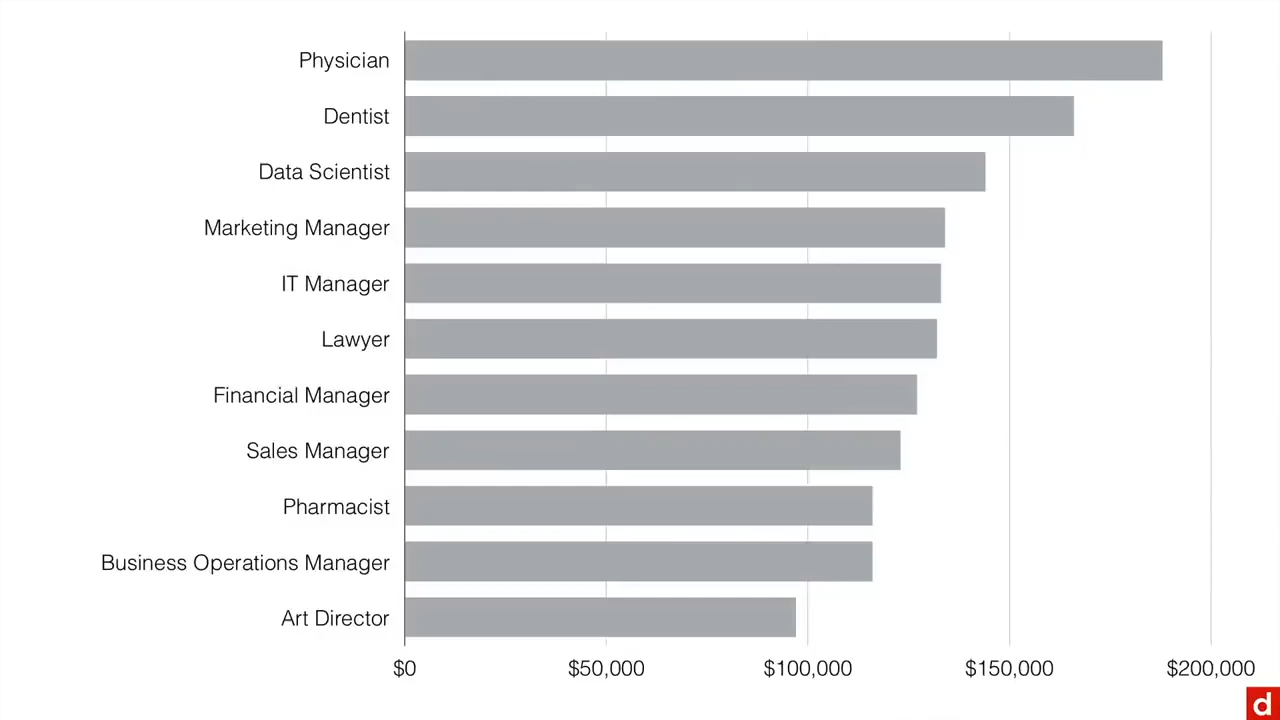 Physician
Dentist
Data Scientist
Marketing Manager
IT Manager
Lawyer
Financial Manager
Sales Manager
Pharmacist
Business Operations Manager
Art Director
$0 $50,000 $100,000 $150,000 $200,000
d